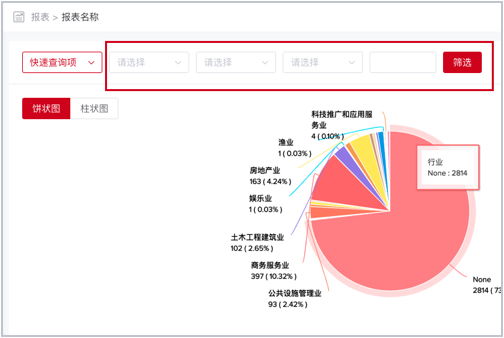 报表 > 报表名称
快速查询项 请选择 请选择 请选择 筛选
饼状图 柱状图
科技推广和应用服
务业
4 ( 0.10% )
渔业
1 ( 0.03% )
房地产业
163 ( 4.24% )
娱乐业
1 ( 0.03% )
土木工程建筑业
102 ( 2.65% )
商务服务业
397 ( 10.32% )
公共设施管理业
93 ( 2.42% )
行业
None : 2814
None
2814 ( 73